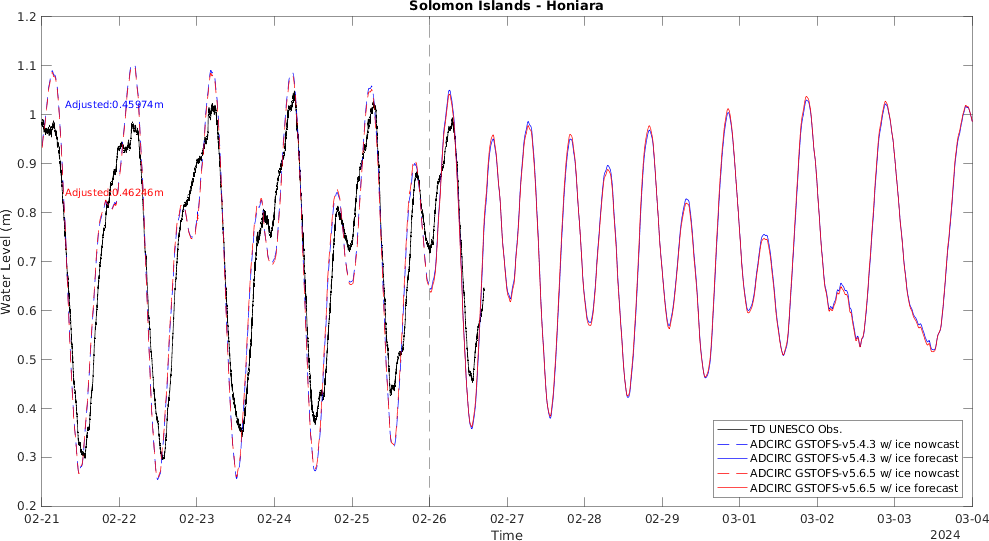 Solomon Islands - Honiara
1.2
1.1
1
0.9
0.8
0.7
0.6
0.5
0.4
0.3
0.2
Water Level (m)
Adjusted:0.45974m
Adjusted:0.46246m
TD UNESCO Obs.
ADCIRC GSTOFS-v5.4.3 w/ ice nowcast
ADCIRC GSTOFS-v5.4.3 w/ ice forecast
ADCIRC GSTOFS-v5.6.5 w/ ice nowcast
ADCIRC GSTOFS-v5.6.5 w/ ice forecast
02-21 02-22 02-23 02-24 02-25 02-26 02-27 02-28 02-29 03-01 03-02 03-03 03-04
Time
2024